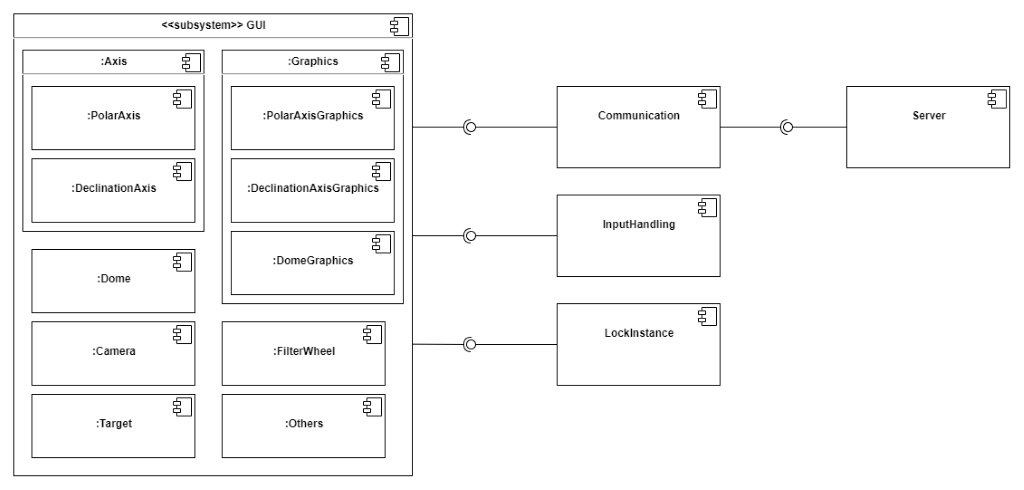 <<subsystem>> GUI
:Axis
:PolarAxis
:DeclinationAxis
:Graphics
:PolarAxisGraphics
:DeclinationAxisGraphics
:DomeGraphics
:Dome
:Camera
:FilterWheel
:Target
:Others
Communication
Server
InputHandling
LockInstance